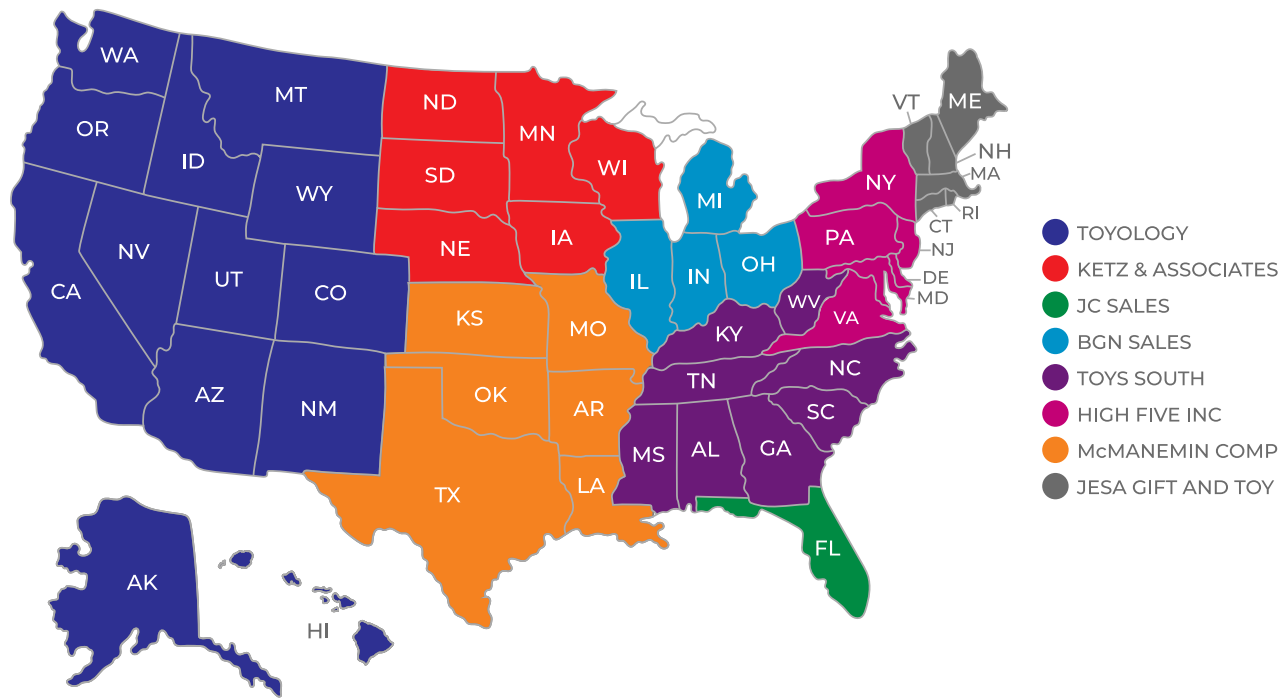 WA
OR
MT
ID
WY
NV
CA
UT
CO
AZ
NM
AK
HI
ND
SD
NE
MN
IA
WI
KS
MO
OK
AR
TX
LA
MI
IL
IN
OH
KY
WV
TN
NC
SC
MS
AL
GA
FL
VA
PA
NY
VT
ME
NH
MA
RI
CT
NJ
DE
MD
TOYOLOGY
KETZ & ASSOCIATES
JC SALES
BGN SALES
TOYS SOUTH
HIGH FIVE INC
McMANEMIN COMP
JESA GIFT AND TOY